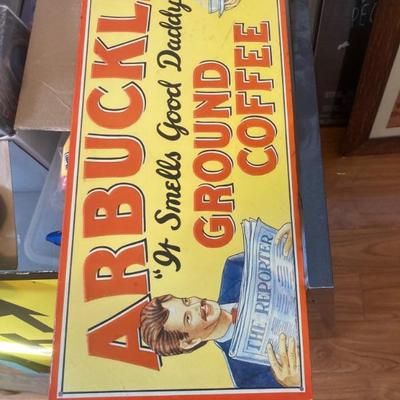 ARBUCKL
"It Smells Good Daddy
GROUND
COFFEE
THE REPORTER